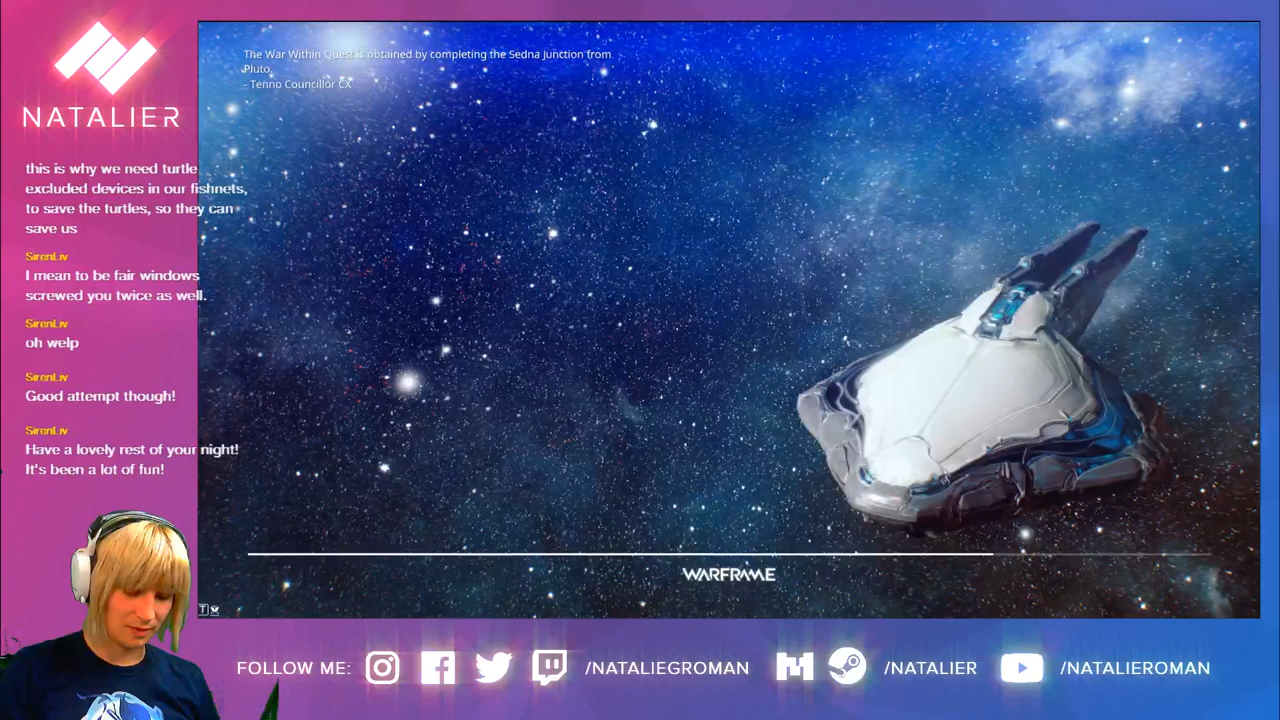 NATALIER
this is why we need turtle
excluded devices in our fishnets,
to save the turtles, so they can
save us
SirenLiv
I mean to be fair windows
screwed you twice as well.
SirenLiv
oh welp
SirenLiv
Good attempt though!
SirenLiv
Have a lovely rest of your night!
It's been a lot of fun!
The War Within Quest is obtained by completing the Sedna Junction from
Pluto.
- Tenno Councillor CX
WARFRAME
FOLLOW ME: /NATALIEGROMAN /NATALIER /NATALIEROMAN